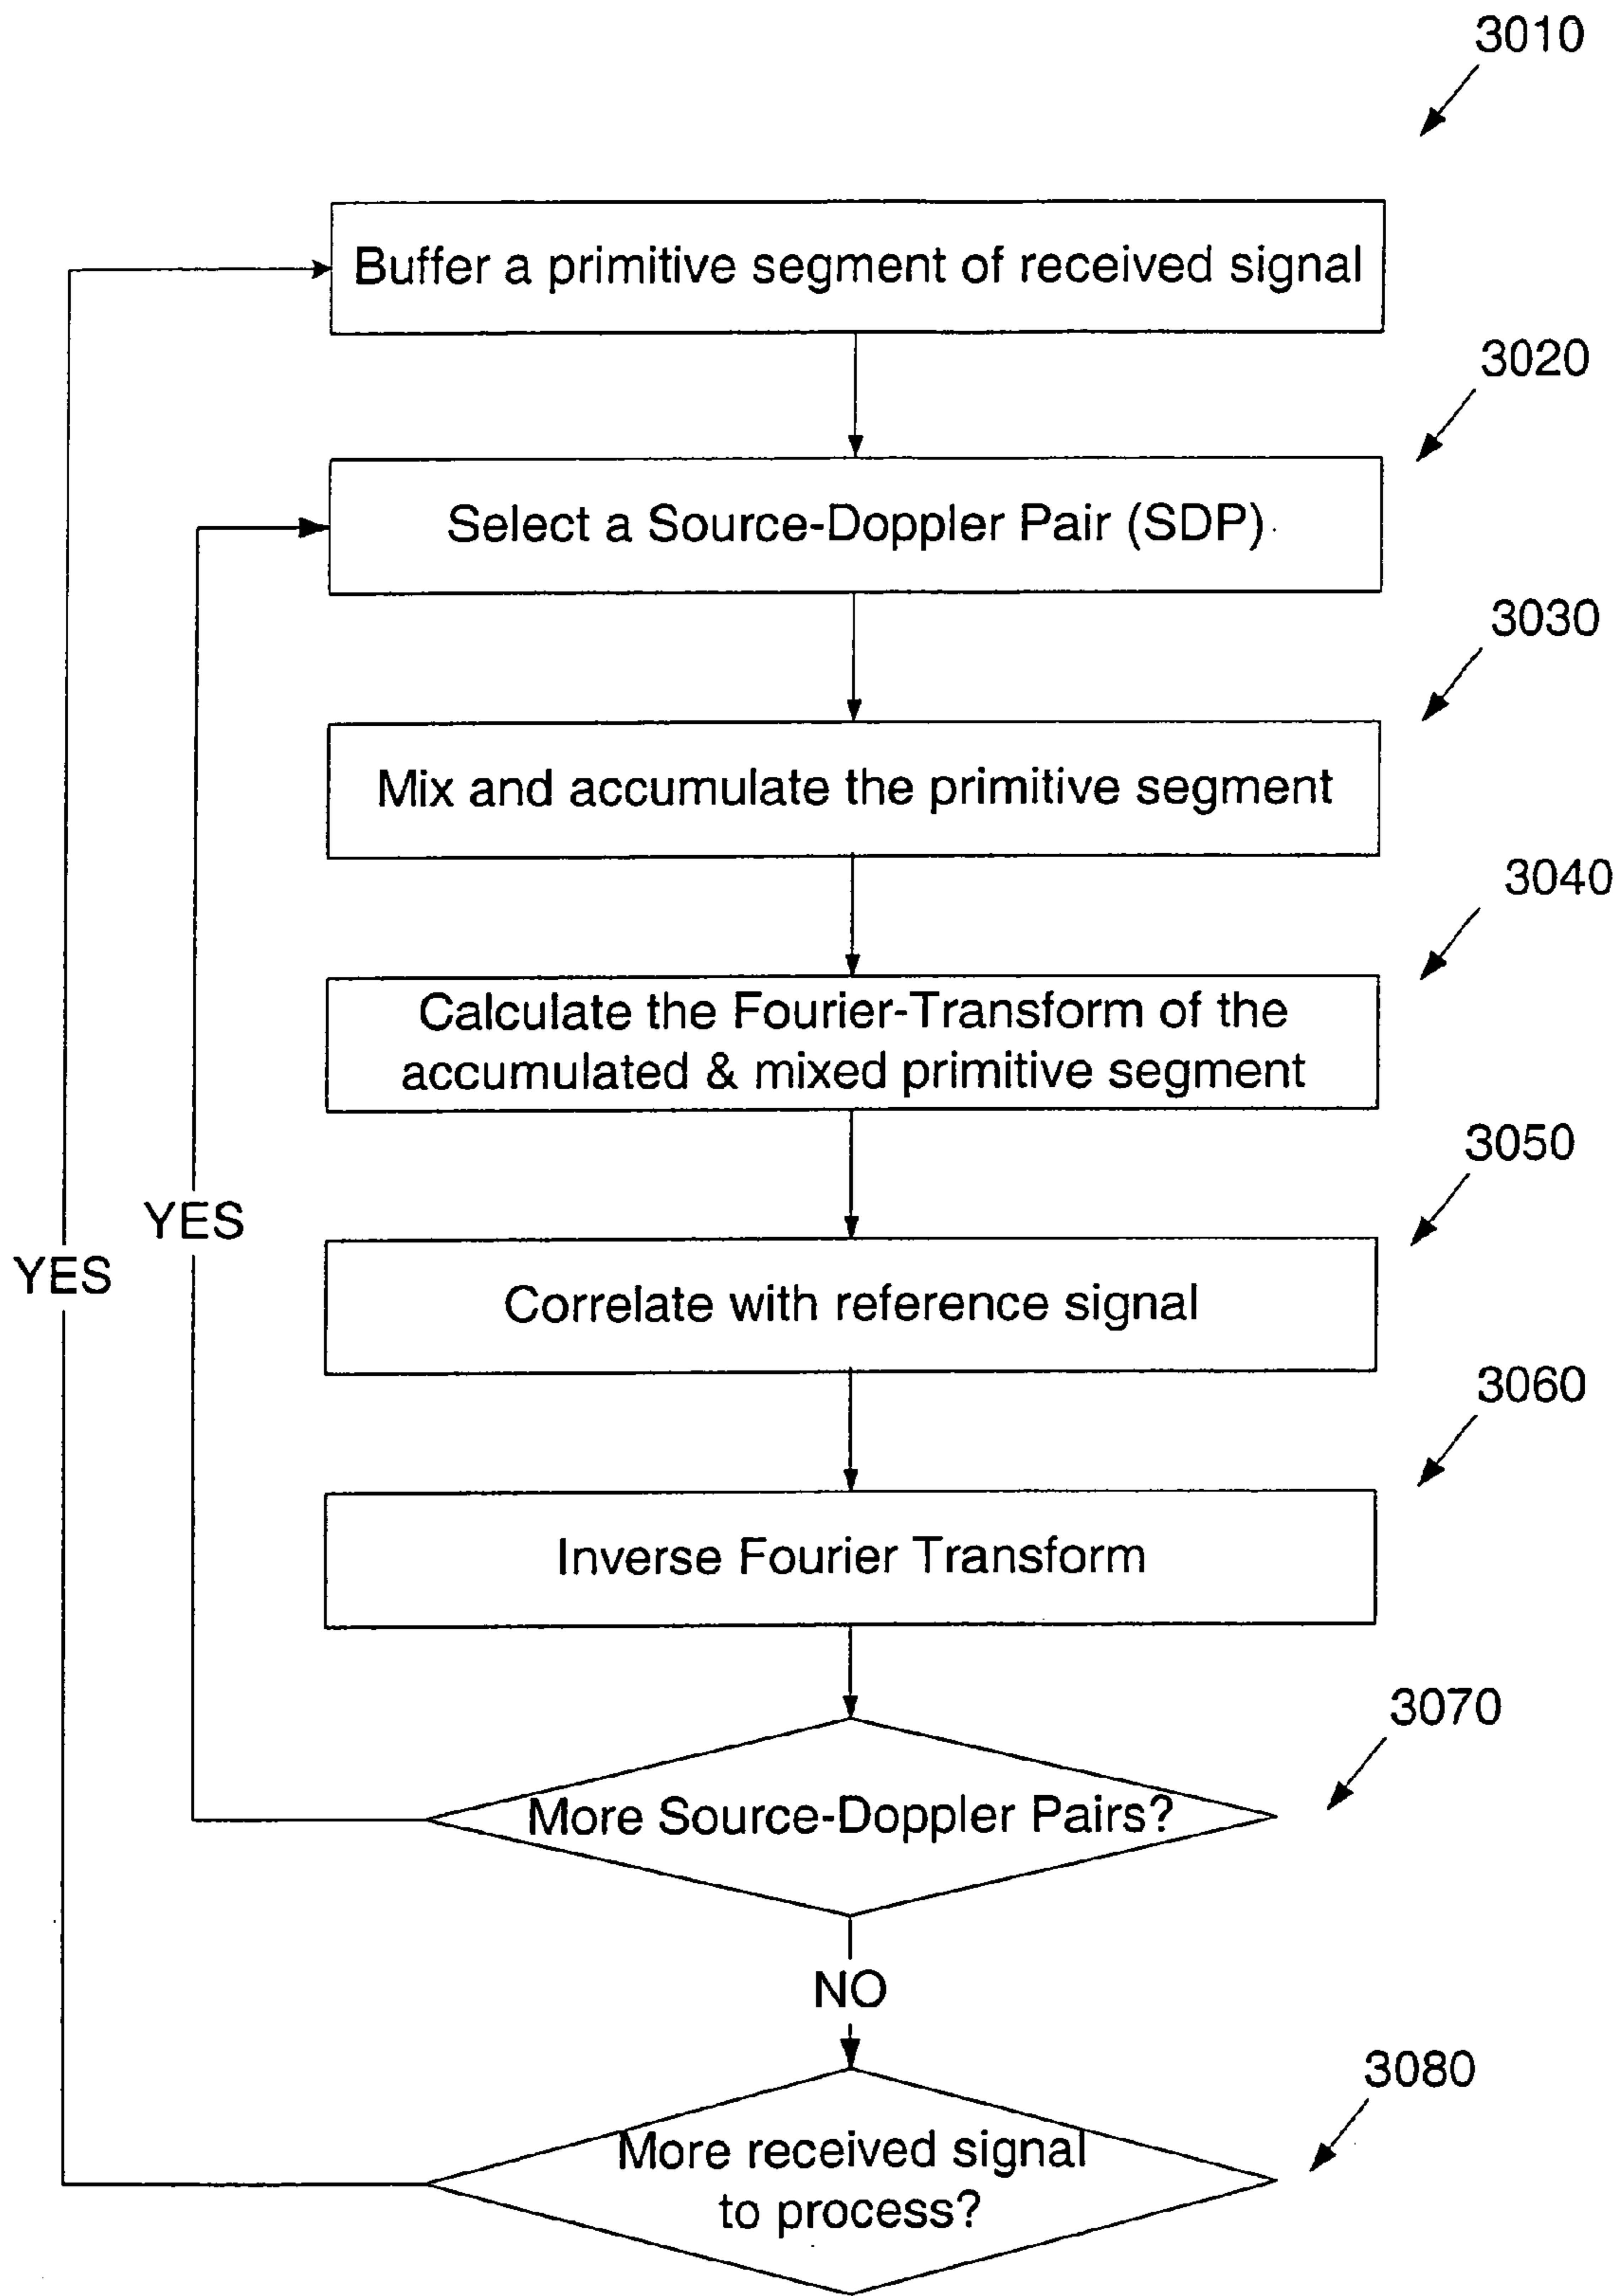 3010
Buffer a primitive segment of received signal
3020
Select a Source-Doppler Pair (SDP)
3030
Mix and accumulate the primitive segment
3040
Calculate the Fourier-Transform of the
accumulated & mixed primitive segment
3050
Correlate with reference signal
3060
Inverse Fourier Transform
3070
More Source-Doppler Pairs?
YES
YES
NO
3080
More received signal
to process?